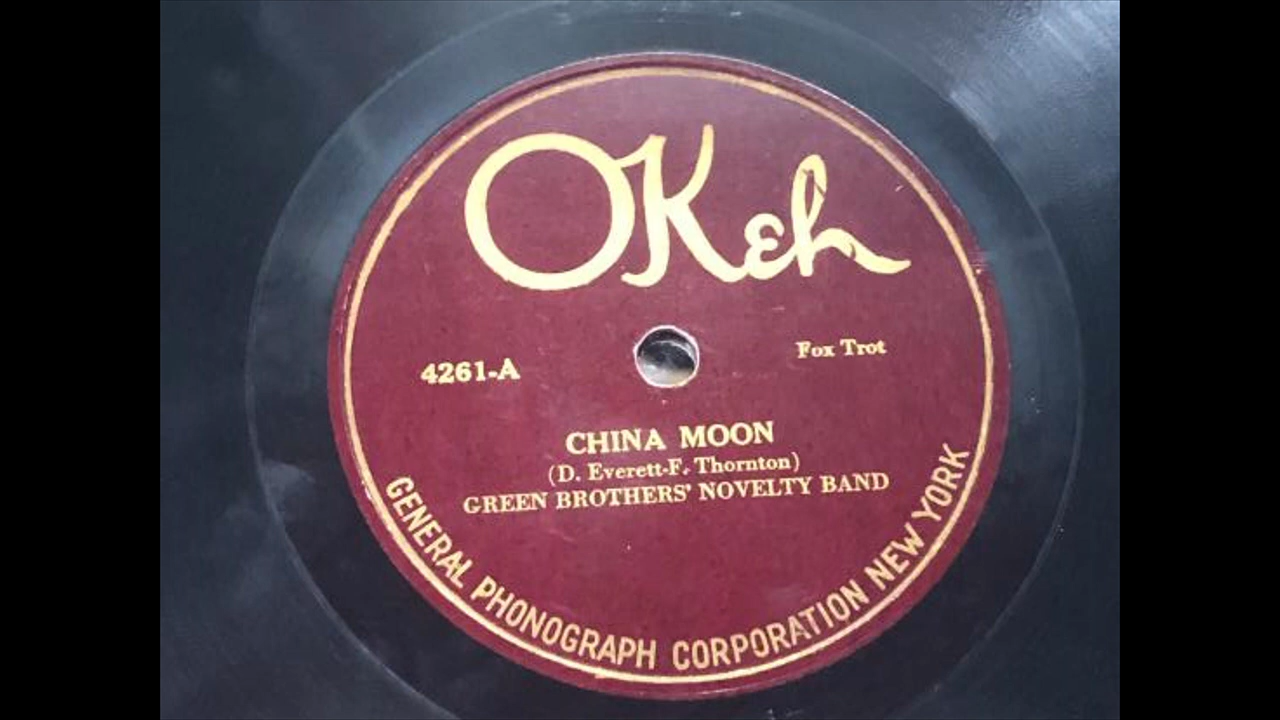 OKeh
Fox Trot
4261-A
CHINA MOON
(D. Everett-F. Thornton)
GREEN BROTHERS' NOVELTY BAND
GENERAL PHONOGRAPH CORPORATION NEW YORK